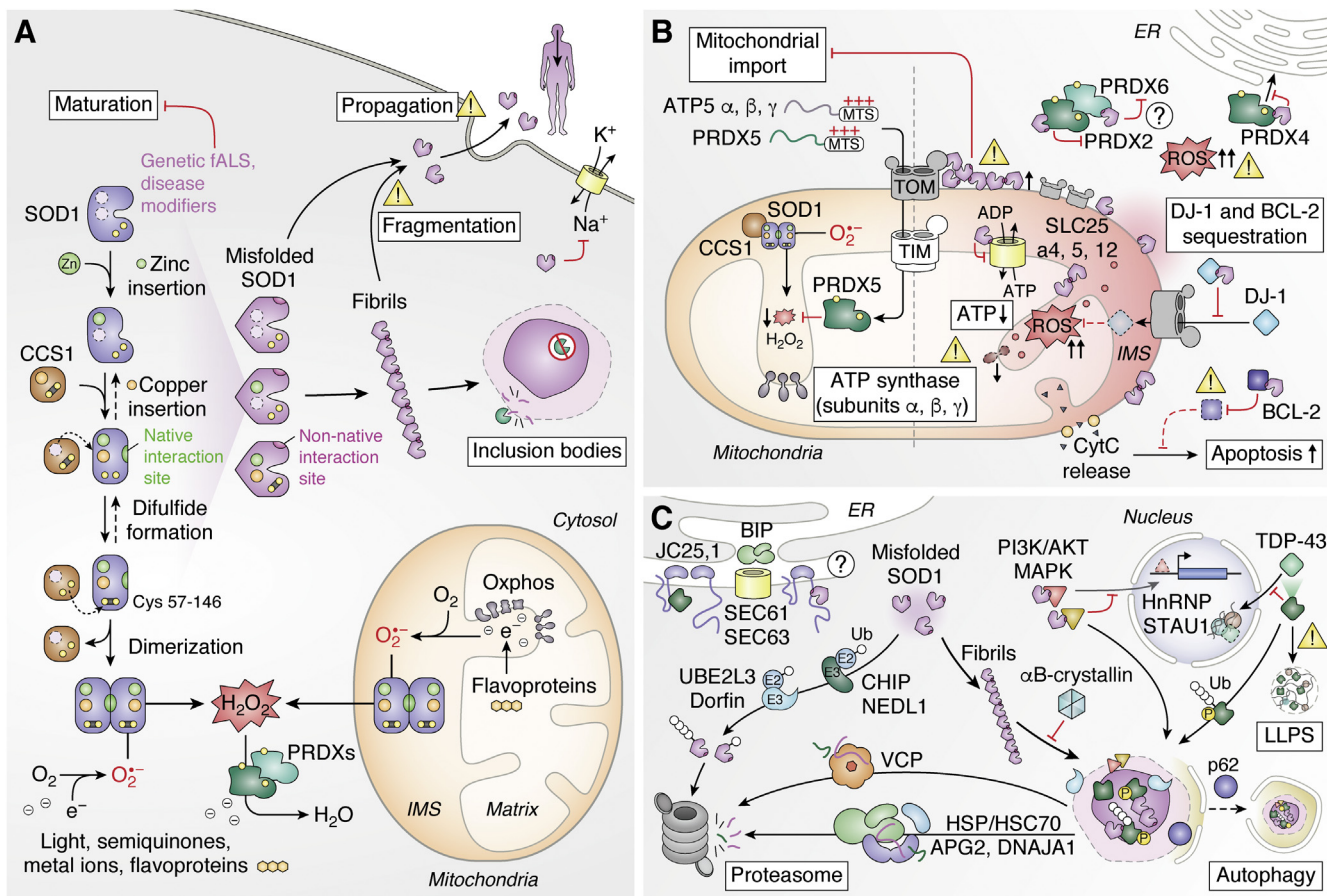 A
Maturation
Genetic fALS,
disease
modifiers
SOD1
Zn
Zinc
insertion
CCS1
Copper
insertion
Native
interaction
site
Difulfide
formation
Cys 57-146
Dimerization
H2O2
O2
e−
O2•−
PRDXs
H2O
Light, semiquinones,
metal ions, flavoproteins
Misfolded
SOD1
Non-native
interaction
site
Propagation
!
!
Fragmentation
Fibrils
K+
Na+
Inclusion bodies
Cytosol
Oxphos
O2
O2•−
e−
Flavoproteins
IMS
Matrix
Mitochondria
B
Mitochondrial
import
ATP5 α, β, γ
+++
MTS
PRDX5
+++
MTS
TOM
TIM
!
SOD1
CCS1
O2•−
PRDX5
H2O2
ADP
ATP
ATP↓
SLC25
a4, 5, 12
!
ATP synthase
(subunits α, β, γ)
Mitochondria
ER
PRDX6
?
PRDX2
PRDX4
ROS
!
DJ-1 and BCL-2
sequestration
DJ-1
ROS
IMS
!
BCL-2
CytC
release
Apoptosis↑
C
ER
BIP
JC25,1
?
SEC61
SEC63
Misfolded
SOD1
Ub
E2
E3
CHIP
NEDL1
UBE2L3
Dorfin
E2
E3
Fibrils
αB-crystallin
VCP
HSP/HSC70
APG2, DNAJA1
Proteasome
Nucleus
PI3K/AKT
MAPK
HnRNP
STAU1
TDP-43
!
Ub
P
LLPS
P
P
p62
Autophagy